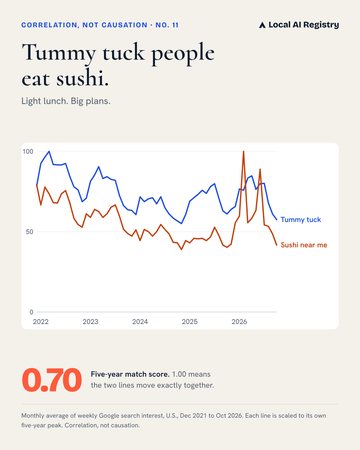 CORRELATION, NOT CAUSATION · NO. 11
Local AI Registry
Tummy tuck people
eat sushi.
Light lunch. Big plans.
100
50
0
Tummy tuck
Sushi near me
2022 2023 2024 2025 2026
0.70
Five-year match score. 1.00 means
the two lines move exactly together.
Monthly average of weekly Google search interest, U.S., Dec 2021 to Oct 2026. Each line is scaled to its own
five-year peak. Correlation, not causation.